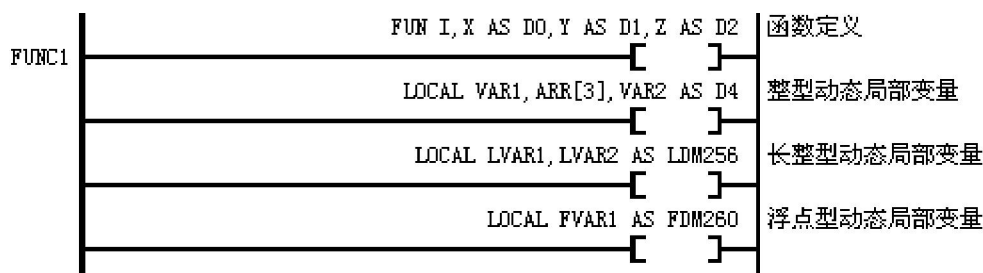 FUN I,X AS D0,Y AS D1,Z AS D2 函数定义
FUNC1
LOCAL VAR1,ARR[3],VAR2 AS D4 整型动态局部变量
LOCAL LVAR1,LVAR2 AS LDM256 长整型动态局部变量
LOCAL FVAR1 AS FDM260 浮点型动态局部变量